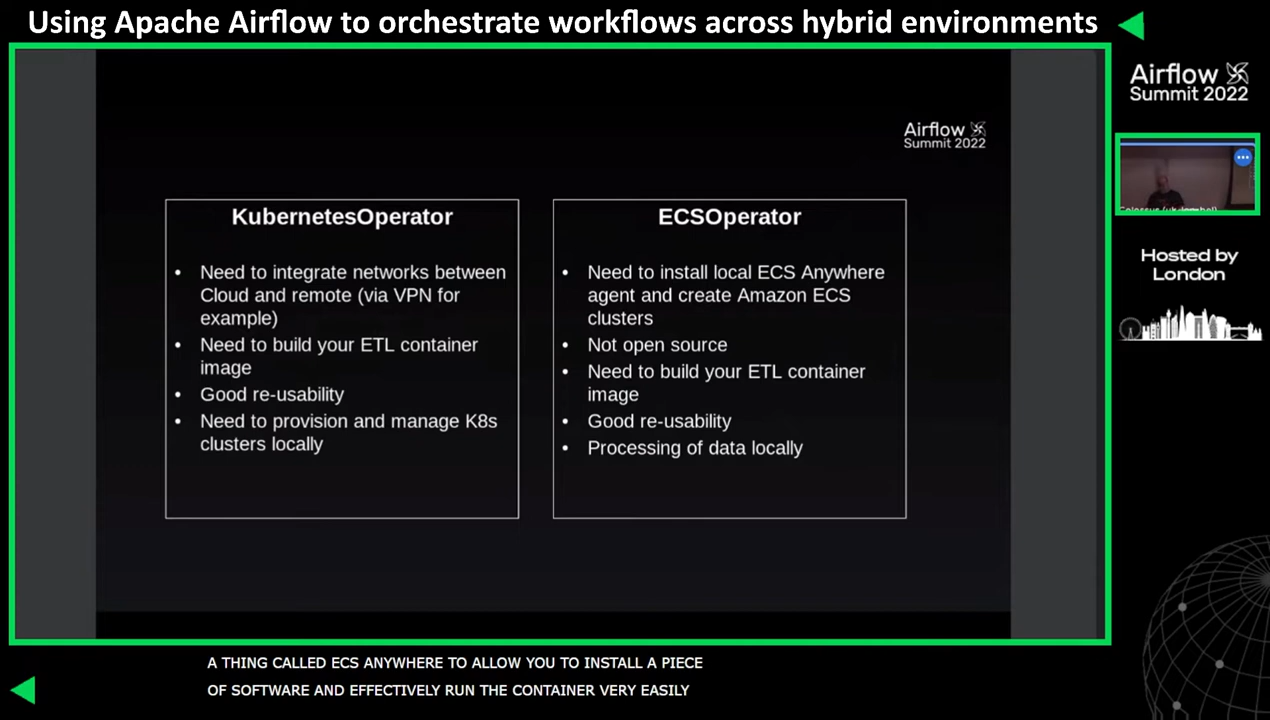 Using Apache Airflow to orchestrate workflows across hybrid environments
Airflow
Summit 2022
Airflow
Summit 2022
KubernetesOperator
• Need to integrate networks between
Cloud and remote (via VPN for
example)
• Need to build your ETL container
image
• Good re-usability
• Need to provision and manage K8s
clusters locally
ECSOperator
• Need to install local ECS Anywhere
agent and create Amazon ECS
clusters
• Not open source
• Need to build your ETL container
image
• Good re-usability
• Processing of data locally
Hosted by
London
A THING CALLED ECS ANYWHERE TO ALLOW YOU TO INSTALL A PIECE
OF SOFTWARE AND EFFECTIVELY RUN THE CONTAINER VERY EASILY